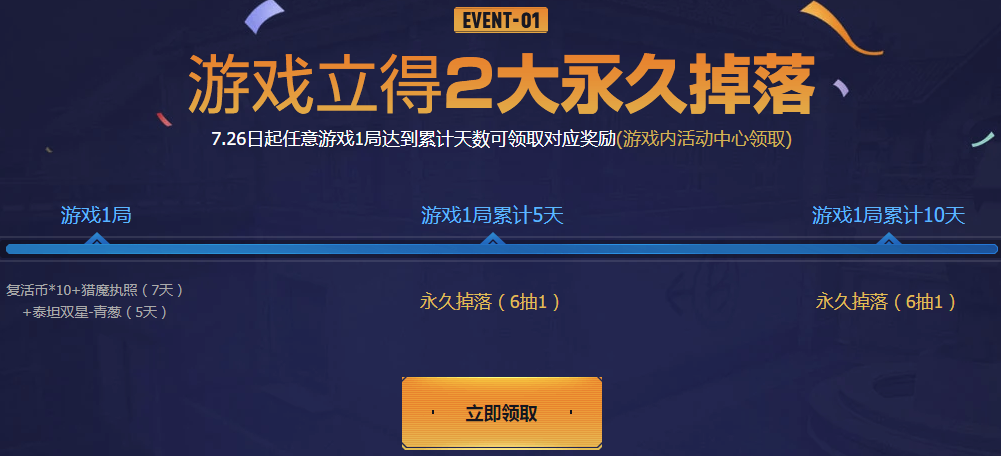 EVENT-01
游戏立得2大永久掉落
7.26日起任意游戏1局达到累计天数可领取对应奖励(游戏内活动中心领取)
游戏1局
游戏1局累计5天
游戏1局累计10天
复活币*10+猎魔执照（7天）
+泰坦双星-青葱（5天）
永久掉落（6抽1）
永久掉落（6抽1）
立即领取